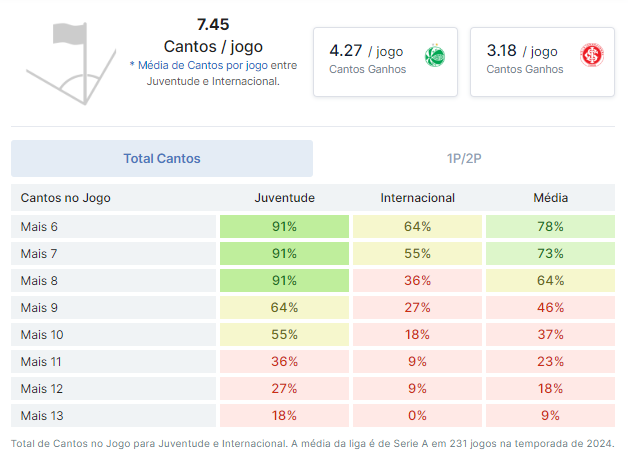 7.45
Cantos / jogo
* Média de Cantos por jogo entre
Juventude e Internacional.
4.27 / jogo
Cantos Ganhos
3.18 / jogo
Cantos Ganhos
Total Cantos
1P/2P
Cantos no Jogo Juventude Internacional Média
Mais 6 91% 64% 78%
Mais 7 91% 55% 73%
Mais 8 91% 36% 64%
Mais 9 64% 27% 46%
Mais 10 55% 18% 37%
Mais 11 36% 9% 23%
Mais 12 27% 9% 18%
Mais 13 18% 0% 9%
Total de Cantos no Jogo para Juventude e Internacional. A média da liga é de Serie A em 231 jogos na temporada de 2024.